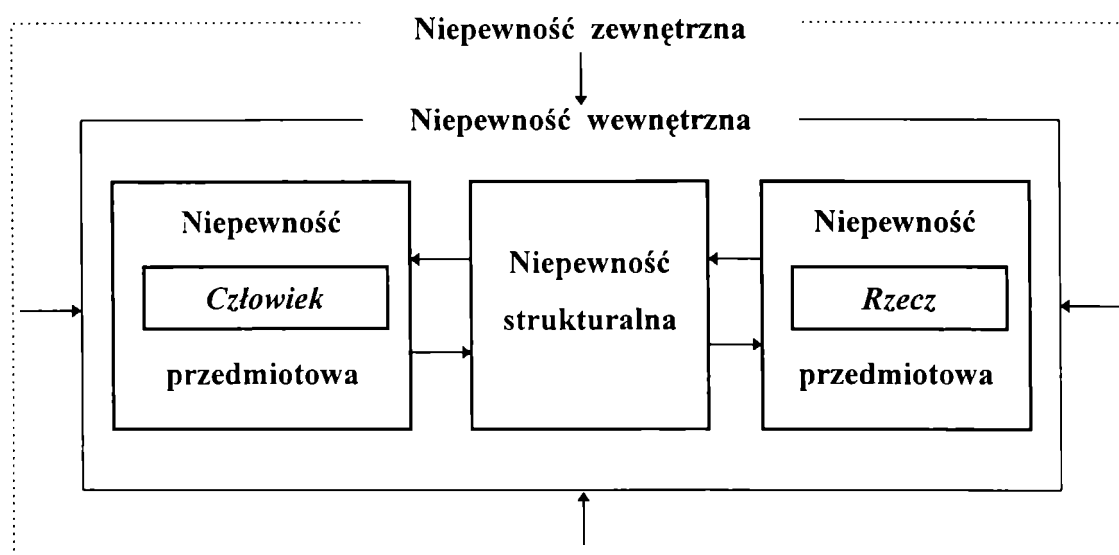 Niepewność zewnętrzna
Niepewność wewnętrzna
Niepewność
Człowiek
przedmiotowa
Niepewność
strukturalna
Niepewność
Rzecz
przedmiotowa